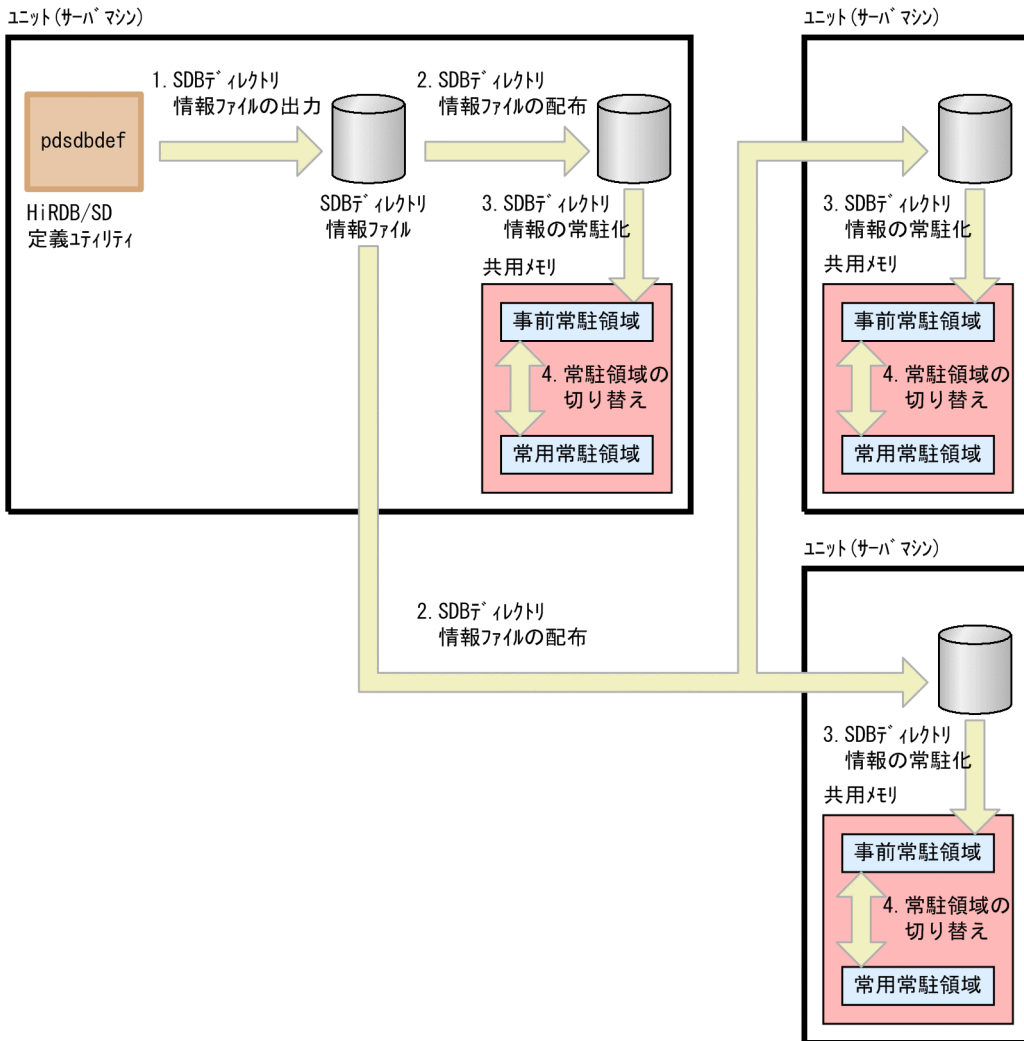 ﾕﾆｯﾄ(ｻｰﾊﾞﾏｼﾝ)
1. SDBﾃﾞｨﾚｸﾄﾘ
情報ファイルの出力
2. SDBﾃﾞｨﾚｸﾄﾘ
情報ファイルの配布
pdsdbdef
HiRDB/SD
定義ﾕﾃｨﾘﾃｨ
SDBﾃﾞｨﾚｸﾄﾘ
情報ﾌｧｲﾙ
3. SDBﾃﾞｨﾚｸﾄﾘ
情報の常駐化
共用ﾒﾓﾘ
事前常駐領域
4. 常駐領域の
切り替え
常用常駐領域
ﾕﾆｯﾄ(ｻｰﾊﾞﾏｼﾝ)
3. SDBﾃﾞｨﾚｸﾄﾘ
情報の常駐化
共用ﾒﾓﾘ
事前常駐領域
4. 常駐領域の
切り替え
常用常駐領域
2. SDBﾃﾞｨﾚｸﾄﾘ
情報ﾌｧｲﾙの配布
ﾕﾆｯﾄ(ｻｰﾊﾞﾏｼﾝ)
3. SDBﾃﾞｨﾚｸﾄﾘ
情報の常駐化
共用ﾒﾓﾘ
事前常駐領域
4. 常駐領域の
切り替え
常用常駐領域